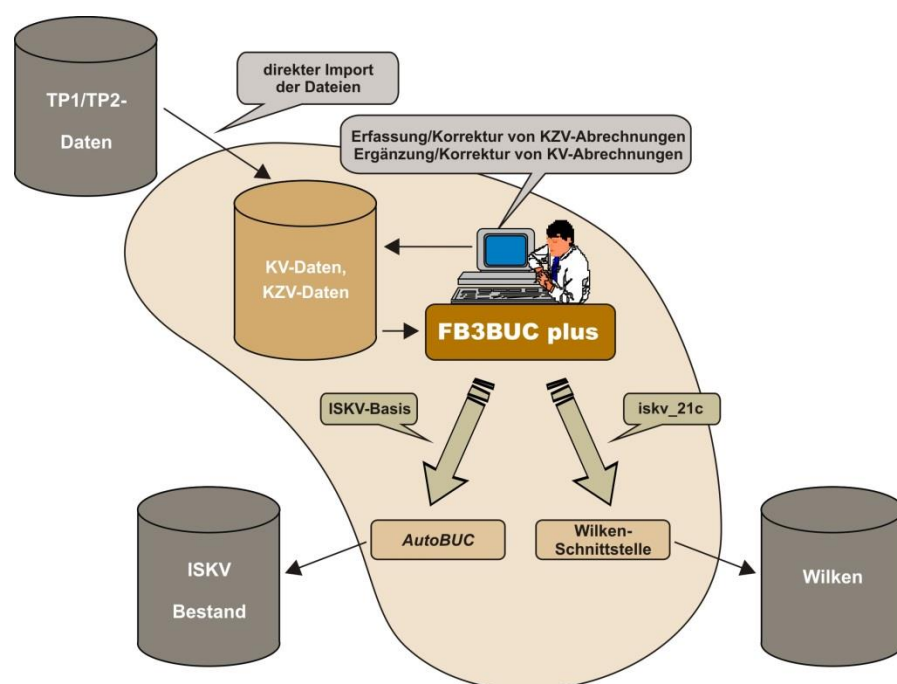 TP1/TP2-
Daten
direkter Import
der Dateien
Erfassung/Korrektur von KZV-Abrechnungen
Ergänzung/Korrektur von KV-Abrechnungen
KV-Daten,
KZV-Daten
FB3BUC plus
ISKV-Basis
iskv_21c
AutoBUC
Wilken-
Schnittstelle
ISKV
Bestand
Wilken